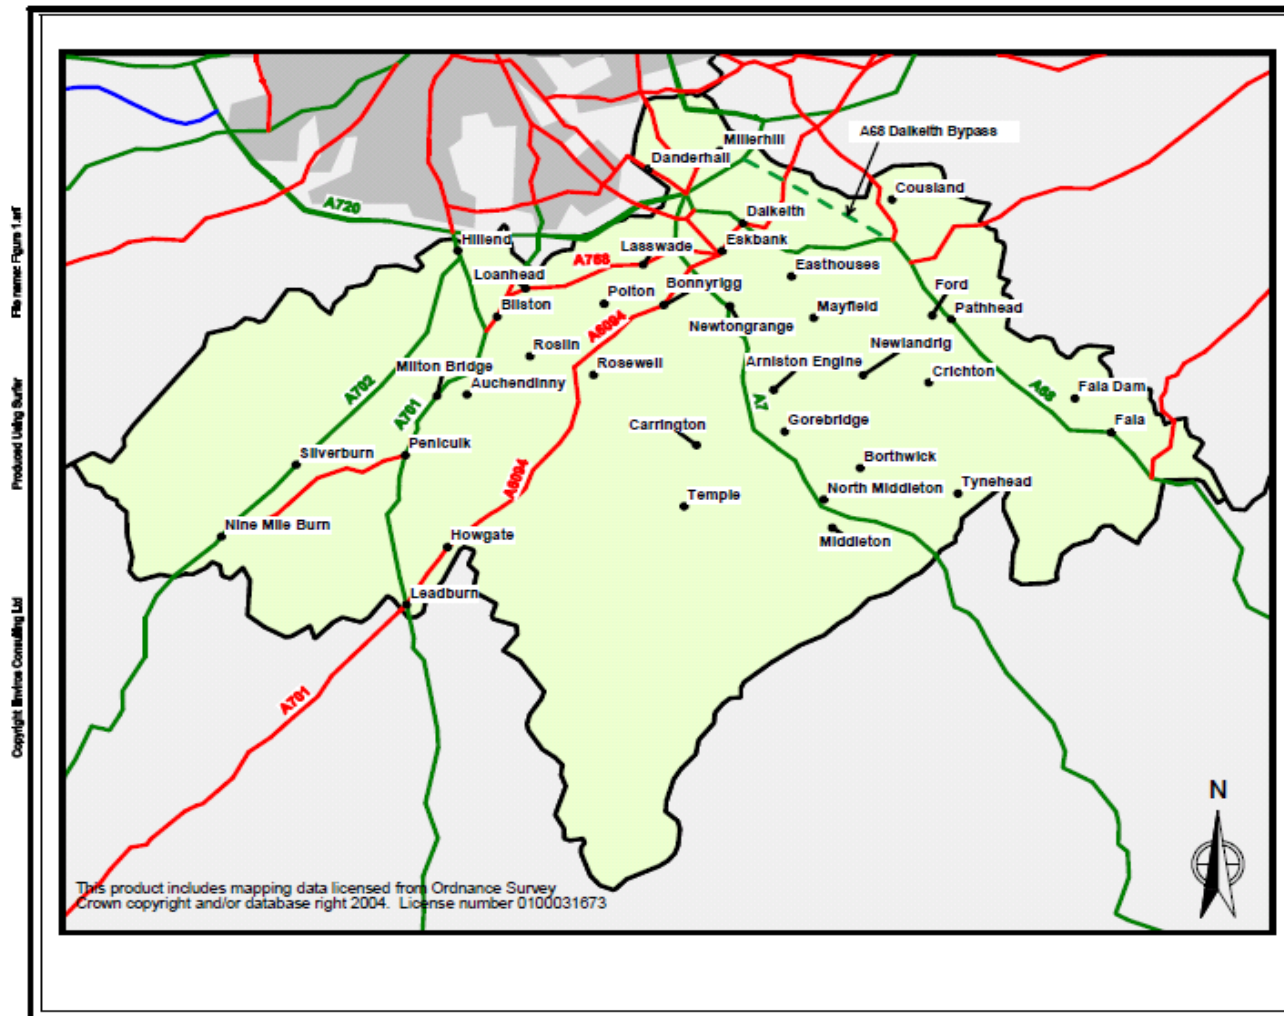 File name: Figure 1.srf
Produced Using Surfer
Copyright Enviros Consulting Ltd
A68 Dalkeith Bypass
Millerhill
Danderhall
Cousland
A720
Dalkeith
Hillend
Lasswade
Eskbank
A768
Easthouses
Loanhead
Polton
Bonnyrigg
Ford
Bilston
Mayfield
Pathhead
A6094
Newtongrange
Roslin
Newlandrig
Milton Bridge
Rosewell
Arniston Engine
Crichton
A702
Auchendinny
A7
A68
Fala Dam
A701
Carrington
Gorebridge
Fala
Penicuik
Silverburn
Borthwick
A6094
Temple
North Middleton
Tynehead
Nine Mile Burn
Howgate
Middleton
Leadburn
A701
N
This product includes mapping data licensed from Ordnance Survey
Crown copyright and/or database right 2004. License number 0100031673